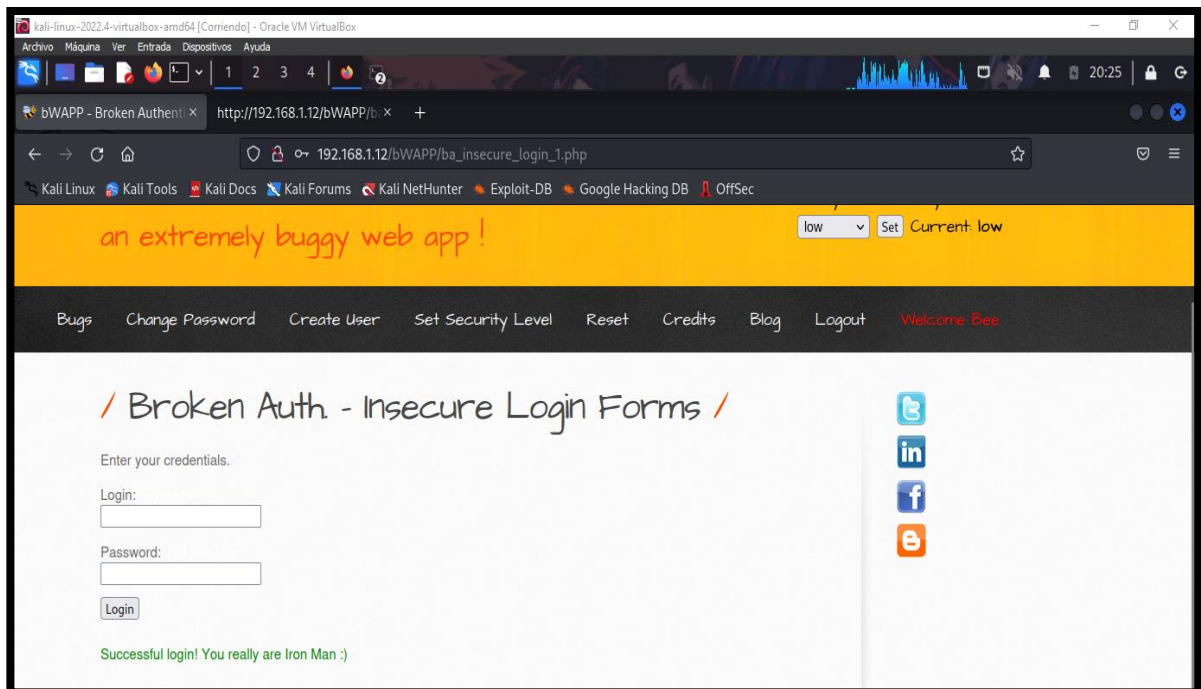 kali-linux-2022.4-virtualbox-amd64 [Corriendo] - Oracle VM VirtualBox
Archivo Máquina Ver Entrada Dispositivos Ayuda
1 2 3 4 20:25
bWAPP - Broken Authenti http://192.168.1.12/bWAPP/ba
192.168.1.12/bWAPP/ba_insecure_login_1.php
Kali Linux Kali Tools Kali Docs Kali Forums Kali NetHunter Exploit-DB Google Hacking DB OffSec
an extremely buggy web app !
low Set Current: low
Bugs Change Password Create User Set Security Level Reset Credits Blog Logout Welcome Bee
/ Broken Auth. - Insecure Login Forms /
Enter your credentials.
Login:
Password:
Login
Successful login! You really are Iron Man :)